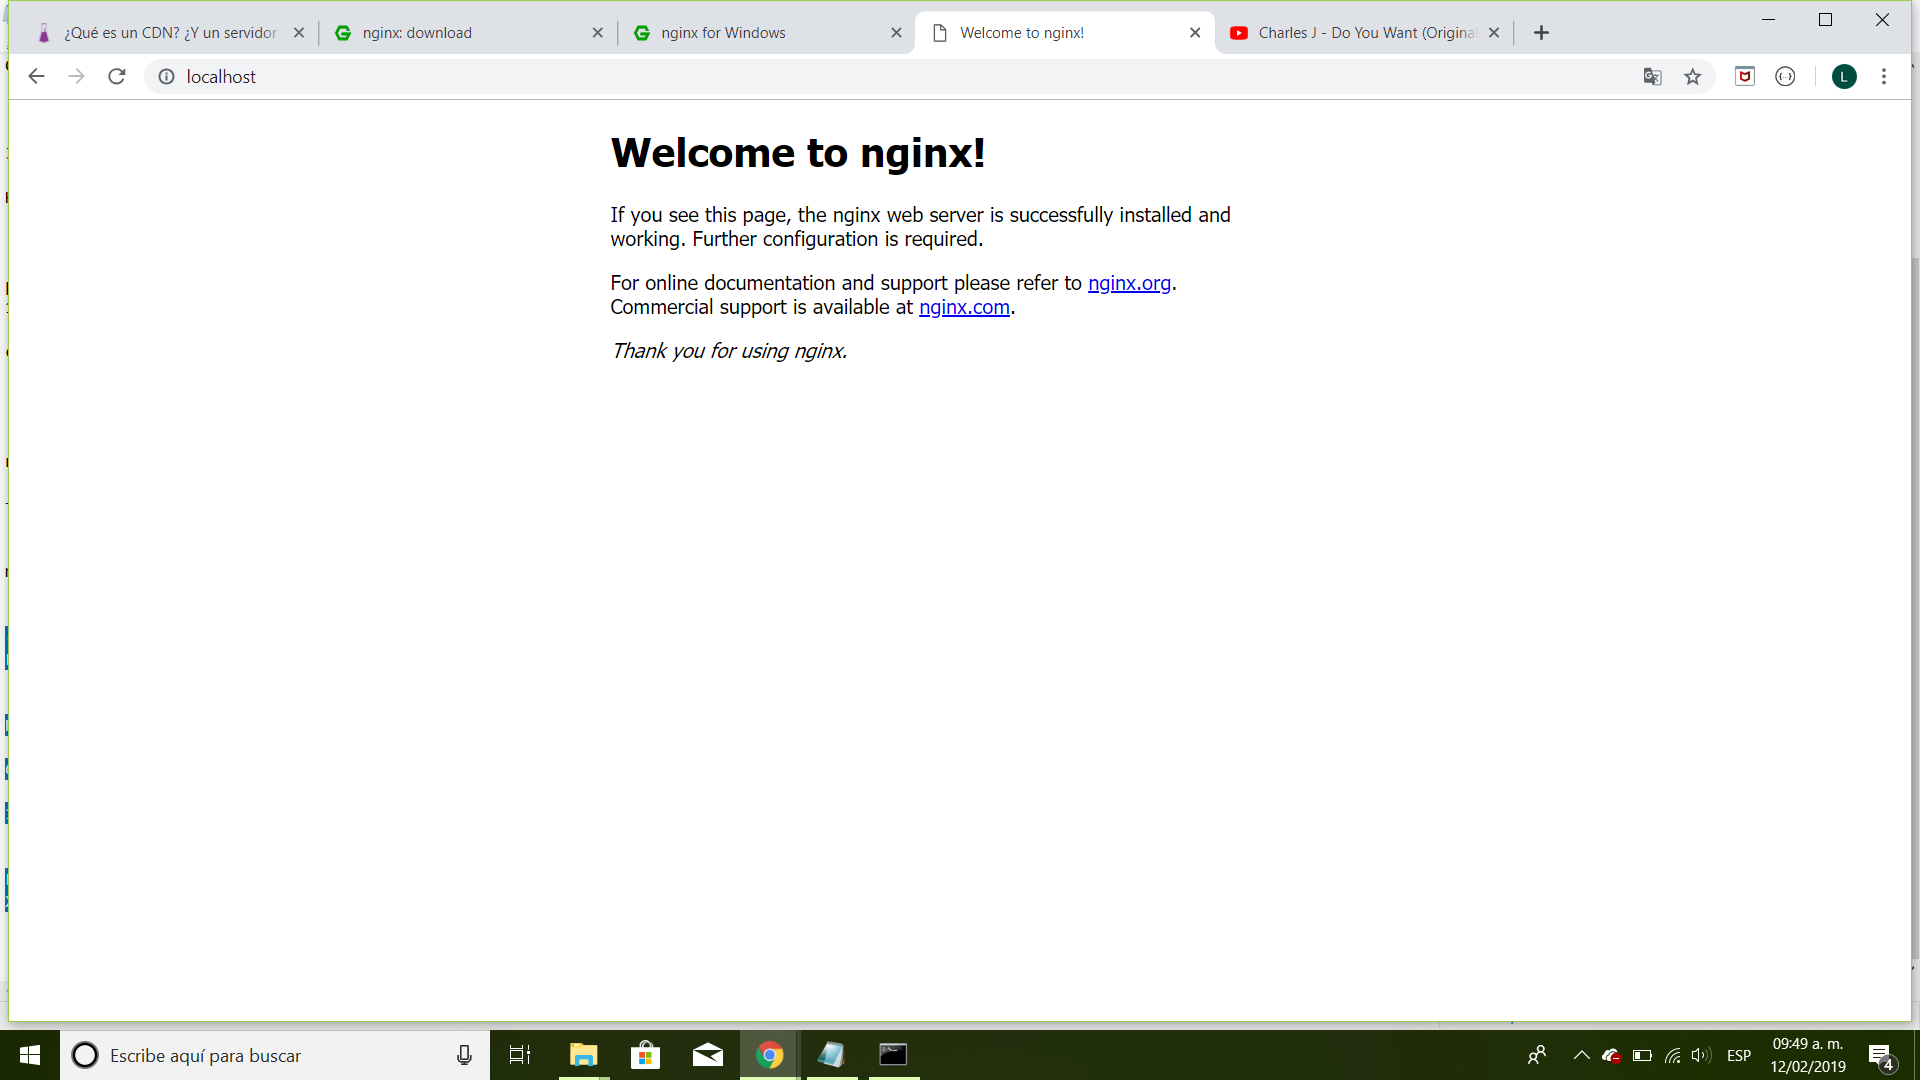 ¿Qué es un CDN? ¿Y un servidor
nginx: download
nginx for Windows
Welcome to nginx!
Charles J - Do You Want (Origina
localhost
L
Welcome to nginx!
If you see this page, the nginx web server is successfully installed and
working. Further configuration is required.
For online documentation and support please refer to nginx.org.
Commercial support is available at nginx.com.
Thank you for using nginx.
Escribe aquí para buscar
ESP
09:49 a. m.
12/02/2019
4